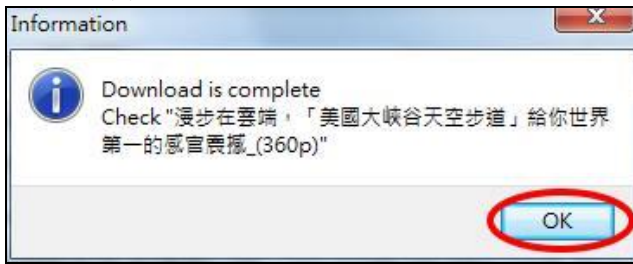 Information
Download is complete
Check "漫步在雲端，「美國大峽谷天空步道」給你世界
第一的感官震撼_(360p)"
OK